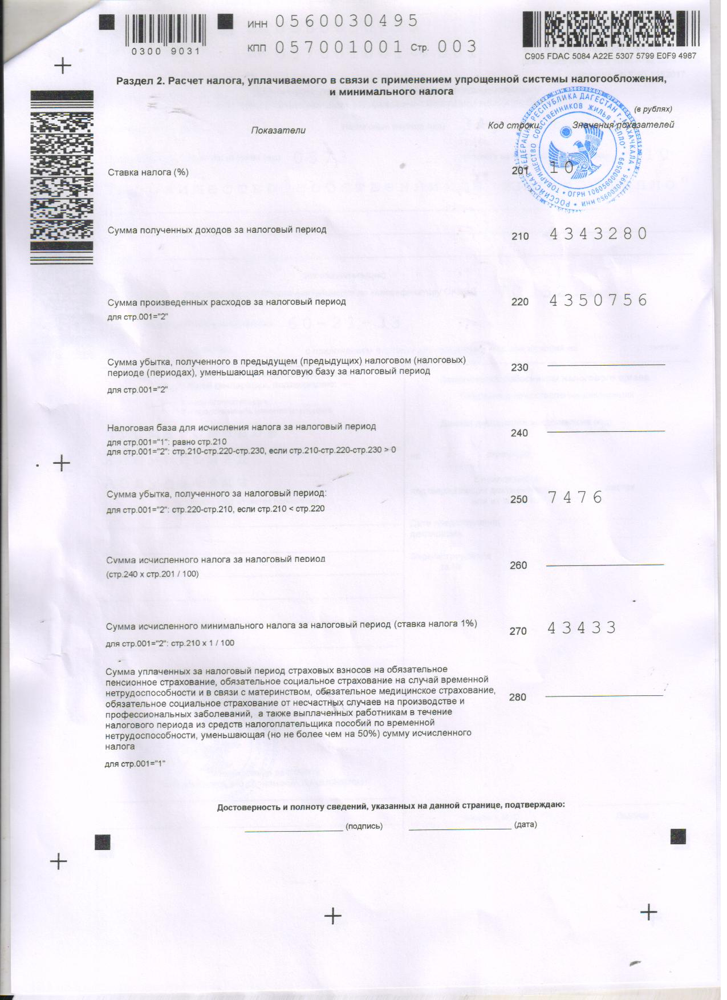 ИНН 0560030495
КПП 057001001 Стр. 003
0300 9031
C905 FDAC 5084 A22E 5307 5799 E0F9 4987
Раздел 2. Расчет налога, уплачиваемого в связи с применением упрощенной системы налогообложения,
и минимального налога
(в рублях)
Показатели Код строки Значения показателей
РОССИЙСКАЯ ФЕДЕРАЦИЯ РЕСПУБЛИКА ДАГЕСТАН г. МАХАЧКАЛА * ИНН 0560030495 *
ТОВАРИЩЕСТВО СОБСТВЕННИКОВ ЖИЛЬЯ "ТЕПЛО" * ОГРН 1060560000599 *
Ставка налога (%) 201 10
Сумма полученных доходов за налоговый период 210 4343280
Сумма произведенных расходов за налоговый период 220 4350756
для стр.001="2"
Сумма убытка, полученного в предыдущем (предыдущих) налоговом (налоговых)
периоде (периодах), уменьшающая налоговую базу за налоговый период 230
для стр.001="2"
Налоговая база для исчисления налога за налоговый период 240
для стр.001="1": равно стр.210
для стр.001="2": стр.210-стр.220-стр.230, если стр.210-стр.220-стр.230 > 0
Сумма убытка, полученного за налоговый период: 250 7476
для стр.001="2": стр.220-стр.210, если стр.210 < стр.220
Сумма исчисленного налога за налоговый период 260
(стр.240 х стр.201 / 100)
Сумма исчисленного минимального налога за налоговый период (ставка налога 1%) 270 43433
для стр.001="2": стр.210 х 1 / 100
Сумма уплаченных за налоговый период страховых взносов на обязательное
пенсионное страхование, обязательное социальное страхование на случай временной
нетрудоспособности и в связи с материнством, обязательное медицинское страхование,
обязательное социальное страхование от несчастных случаев на производстве и 280
профессиональных заболеваний, а также выплаченных работникам в течение
налогового периода из средств налогоплательщика пособий по временной
нетрудоспособности, уменьшающая (но не более чем на 50%) сумму исчисленного
налога
для стр.001="1"
Достоверность и полноту сведений, указанных на данной странице, подтверждаю:
(подпись) (дата)